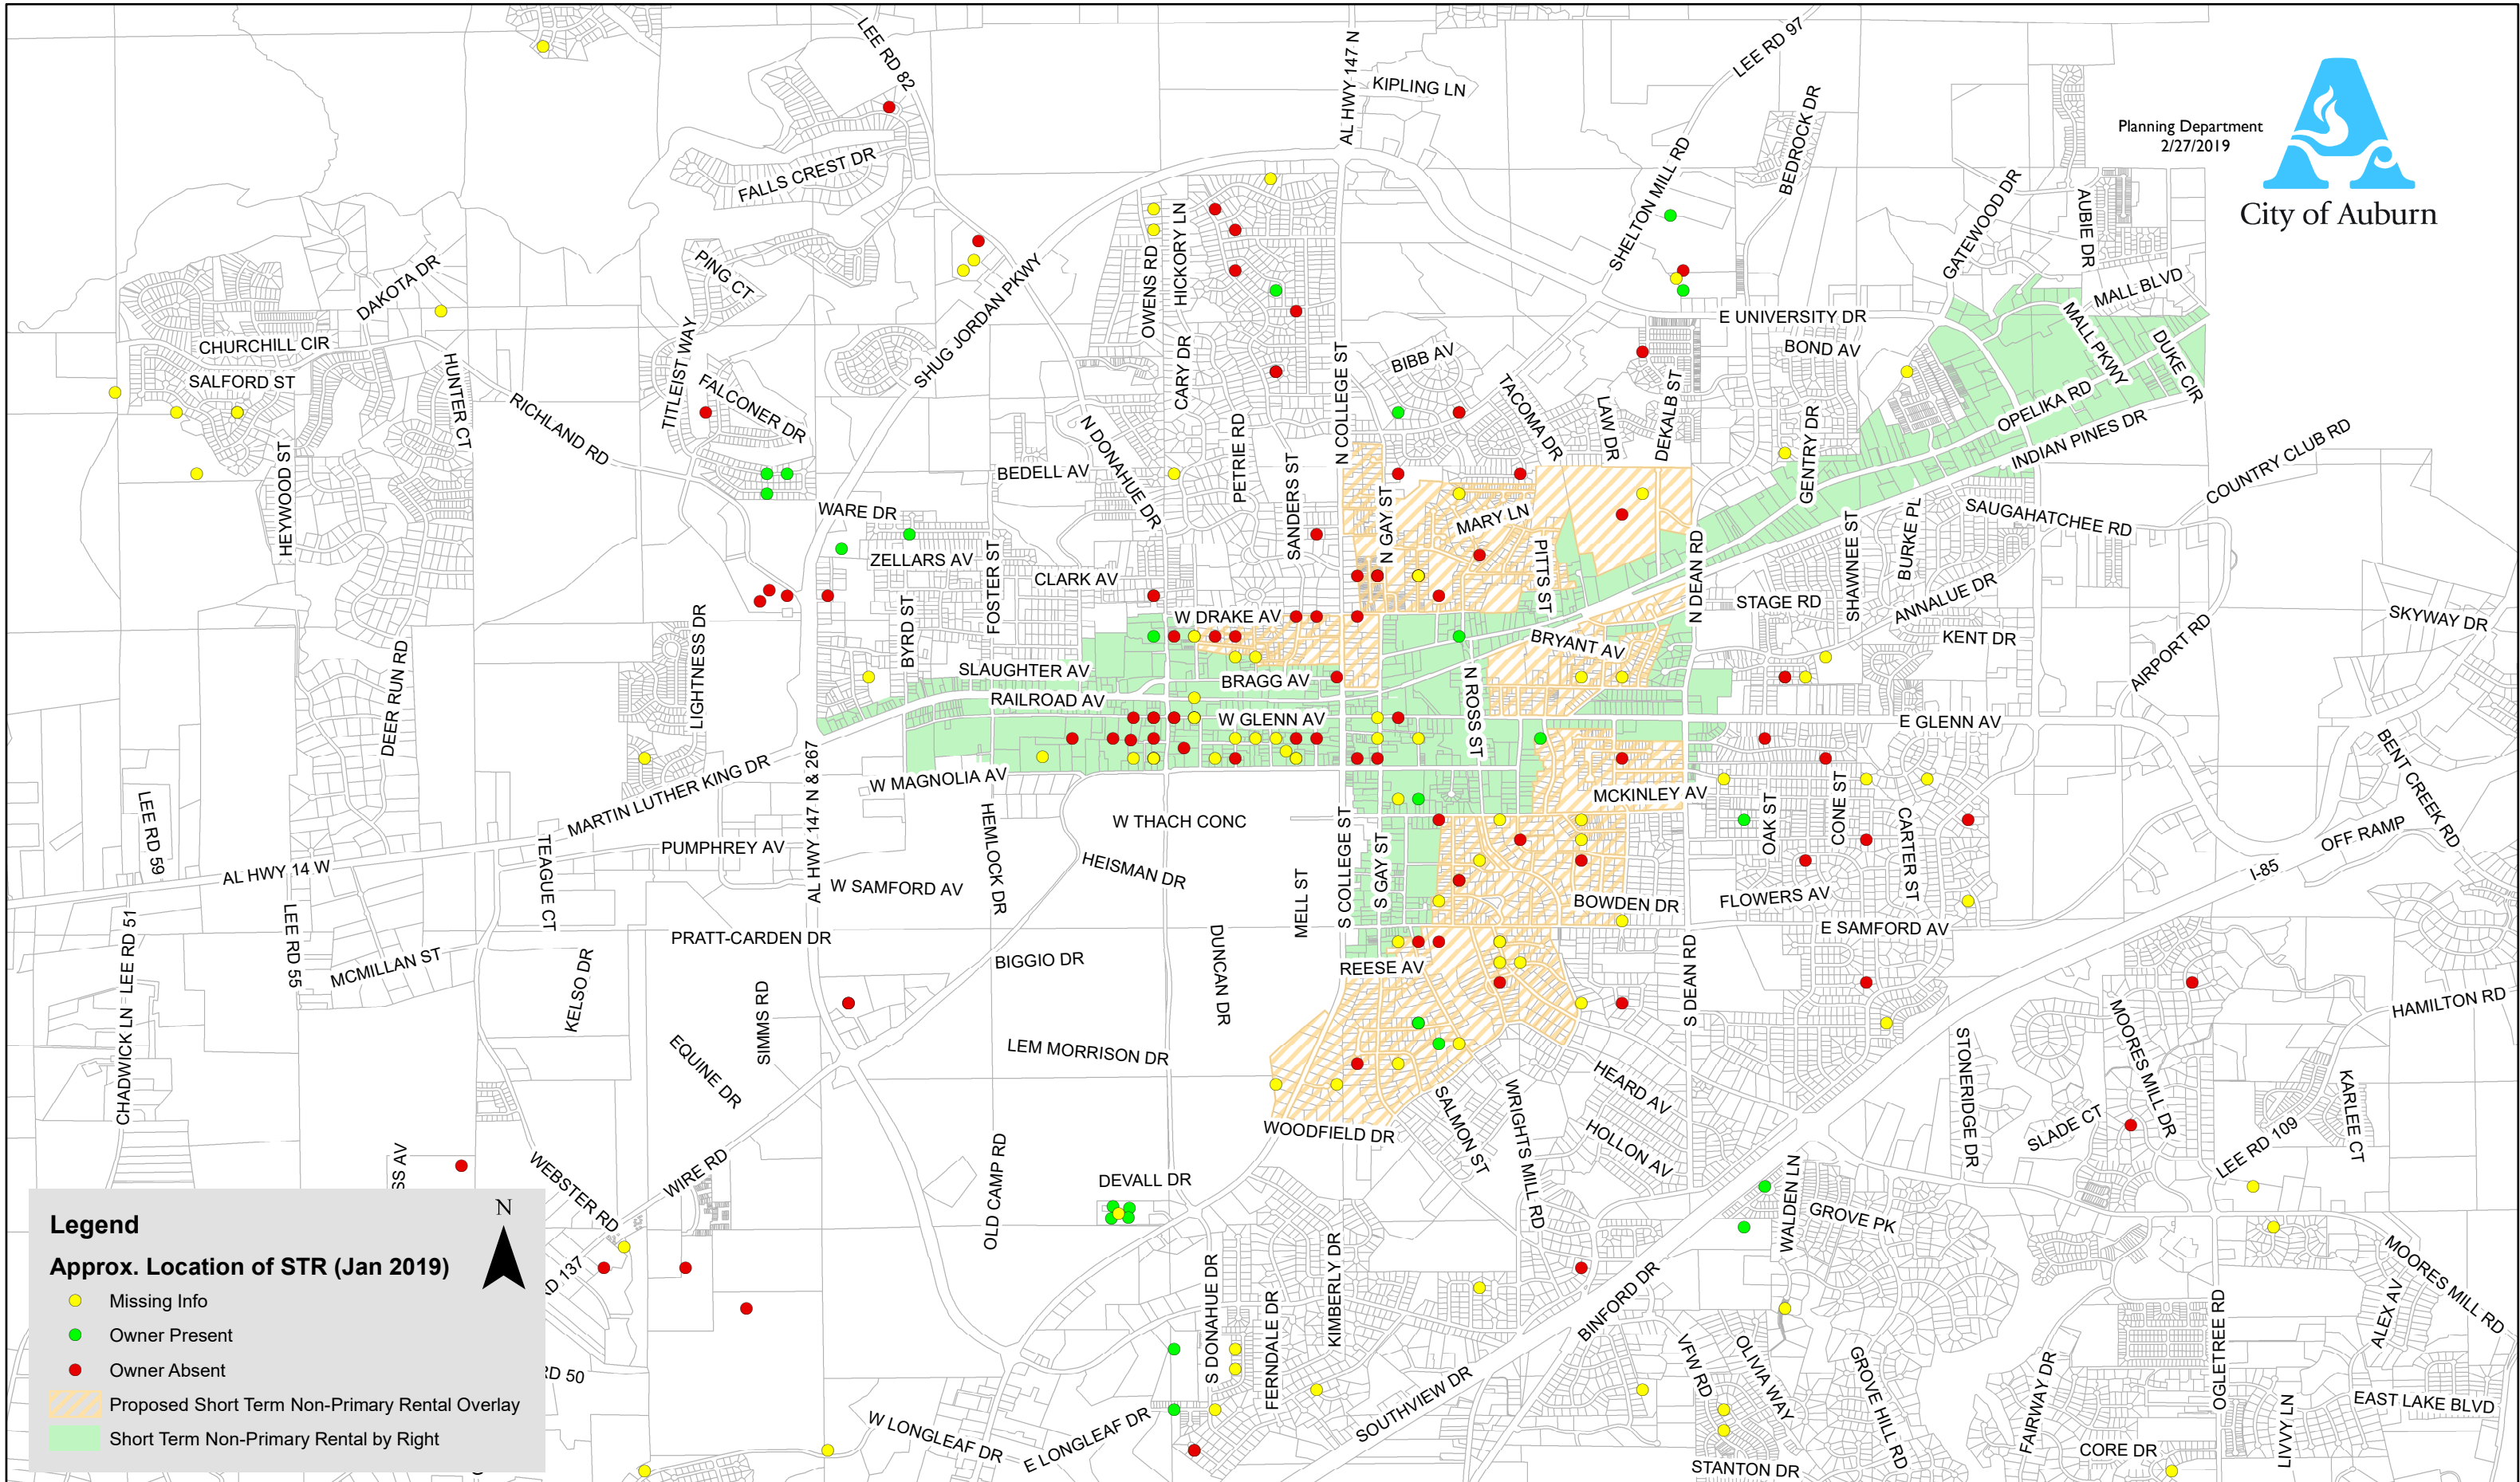 LEE RD 82
AL HWY 147 N
KIPLING LN
LEE RD 97
BEDROCK DR
SHELTON MILL RD
Planning Department
2/27/2019
City of Auburn
FALLS CREST DR
PING CT
DAKOTA DR
CHURCHILL CIR
SALFORD ST
HUNTER CT
HEYWOOD ST
RICHLAND RD
TITLEIST WAY
FALCONER DR
SHUG JORDAN PKWY
OWENS RD
HICKORY LN
CARY DR
N DONAHUE DR
PETRIE RD
SANDERS ST
BEDELL AV
N COLLEGE ST
BIBB AV
TACOMA DR
LAW DR
DEKALB ST
E UNIVERSITY DR
BOND AV
GENTRY DR
GATEWOOD DR
AUBIE DR
MALL BLVD
MALL PKWY
DUKE CIR
OPELIKA RD
INDIAN PINES DR
COUNTRY CLUB RD
SAUGAHATCHEE RD
WARE DR
ZELLARS AV
FOSTER ST
CLARK AV
BYRD ST
LIGHTNESS DR
DEER RUN RD
W DRAKE AV
SLAUGHTER AV
BRAGG AV
RAILROAD AV
W GLENN AV
N GAY ST
MARY LN
PITTS ST
N DEAN RD
BRYANT AV
N ROSS ST
STAGE RD
SHAWNEE ST
BURKE PL
ANNALUE DR
KENT DR
AIRPORT RD
SKYWAY DR
E GLENN AV
BENT CREEK RD
OFF RAMP
I-85
W MAGNOLIA AV
MARTIN LUTHER KING DR
AL HWY 147 N & 267
HEMLOCK DR
W THACH CONC
HEISMAN DR
PUMPHREY AV
W SAMFORD AV
PRATT-CARDEN DR
LEE RD 59
AL HWY 14 W
LEE RD 51
LEE RD 55
CHADWICK LN
MCMILLAN ST
TEAGUE CT
KELSO DR
SIMMS RD
EQUINE DR
BIGGIO DR
LEM MORRISON DR
DUNCAN DR
MELL ST
S COLLEGE ST
S GAY ST
REESE AV
MCKINLEY AV
OAK ST
CONE ST
CARTER ST
BOWDEN DR
FLOWERS AV
E SAMFORD AV
S DEAN RD
HEARD AV
HOLLON AV
SALMON ST
WRIGHTS MILL RD
WOODFIELD DR
STONERIDGE DR
MOORES MILL DR
SLADE CT
LEE RD 109
KARLEE CT
HAMILTON RD
SS AV
WEBSTER RD
WIRE RD
OLD CAMP RD
DEVALL DR
S DONAHUE DR
FERNDALE DR
KIMBERLY DR
WALDEN LN
GROVE PK
BINFORD DR
SOUTHVIEW DR
VFW RD
OLIVIA WAY
GROVE HILL RD
STANTON DR
FAIRWAY DR
OGLETREE RD
MOORES MILL RD
ALEX AV
EAST LAKE BLVD
LIVVY LN
CORE DR
W LONGLEAF DR
E LONGLEAF DR
D 137
RD 50
N
Legend
Approx. Location of STR (Jan 2019)
Missing Info
Owner Present
Owner Absent
Proposed Short Term Non-Primary Rental Overlay
Short Term Non-Primary Rental by Right